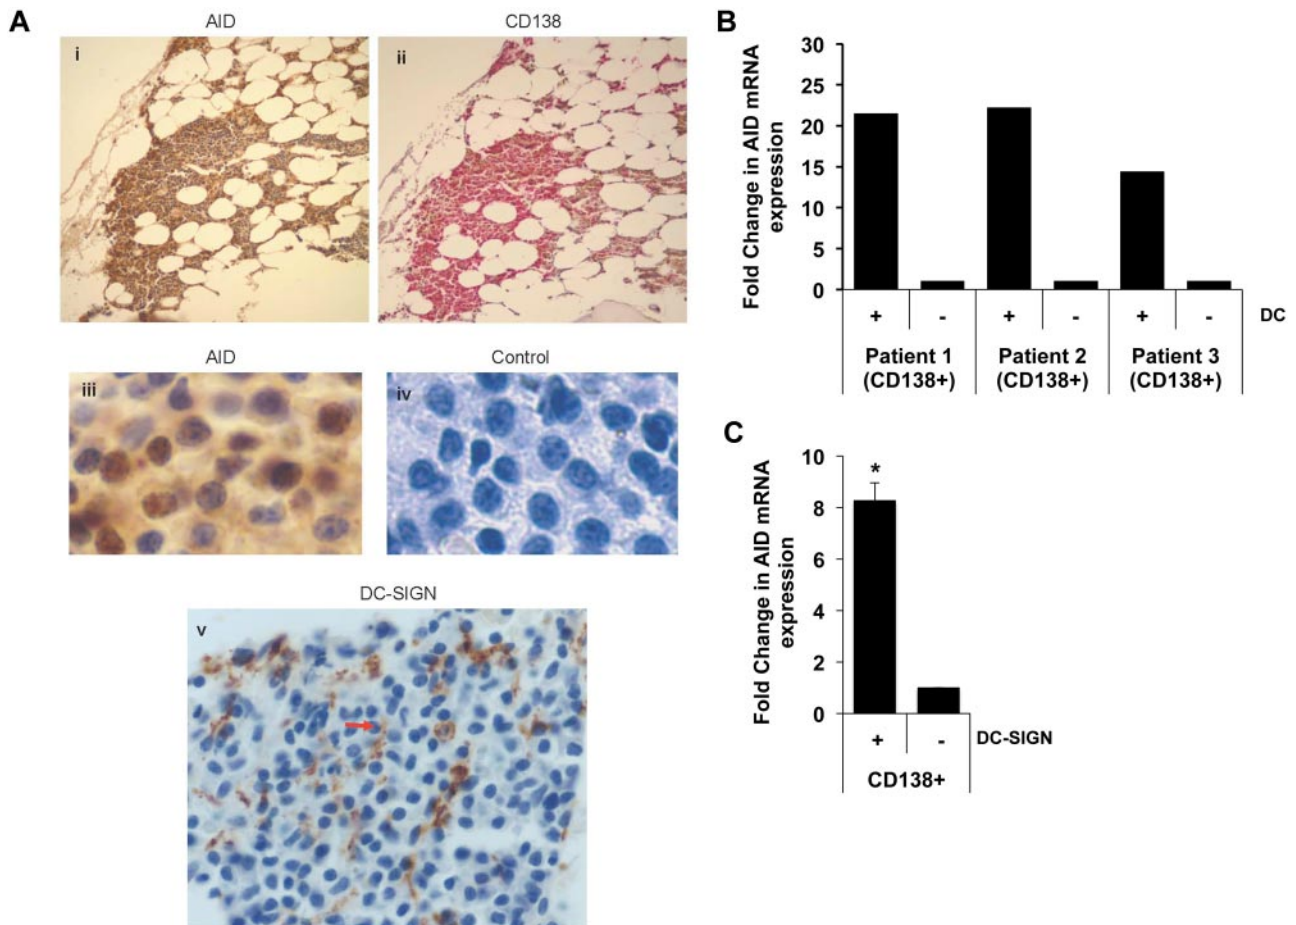 A
AID
CD138
i
ii
AID
Control
iii
iv
DC-SIGN
v
B
Fold Change in AID mRNA
expression
30
25
20
15
10
5
0
+ - + - + - DC
Patient 1 Patient 2 Patient 3
(CD138+) (CD138+) (CD138+)
C
Fold Change in AID mRNA
expression
10
8
6
4
2
0
*
+ - DC-SIGN
CD138+